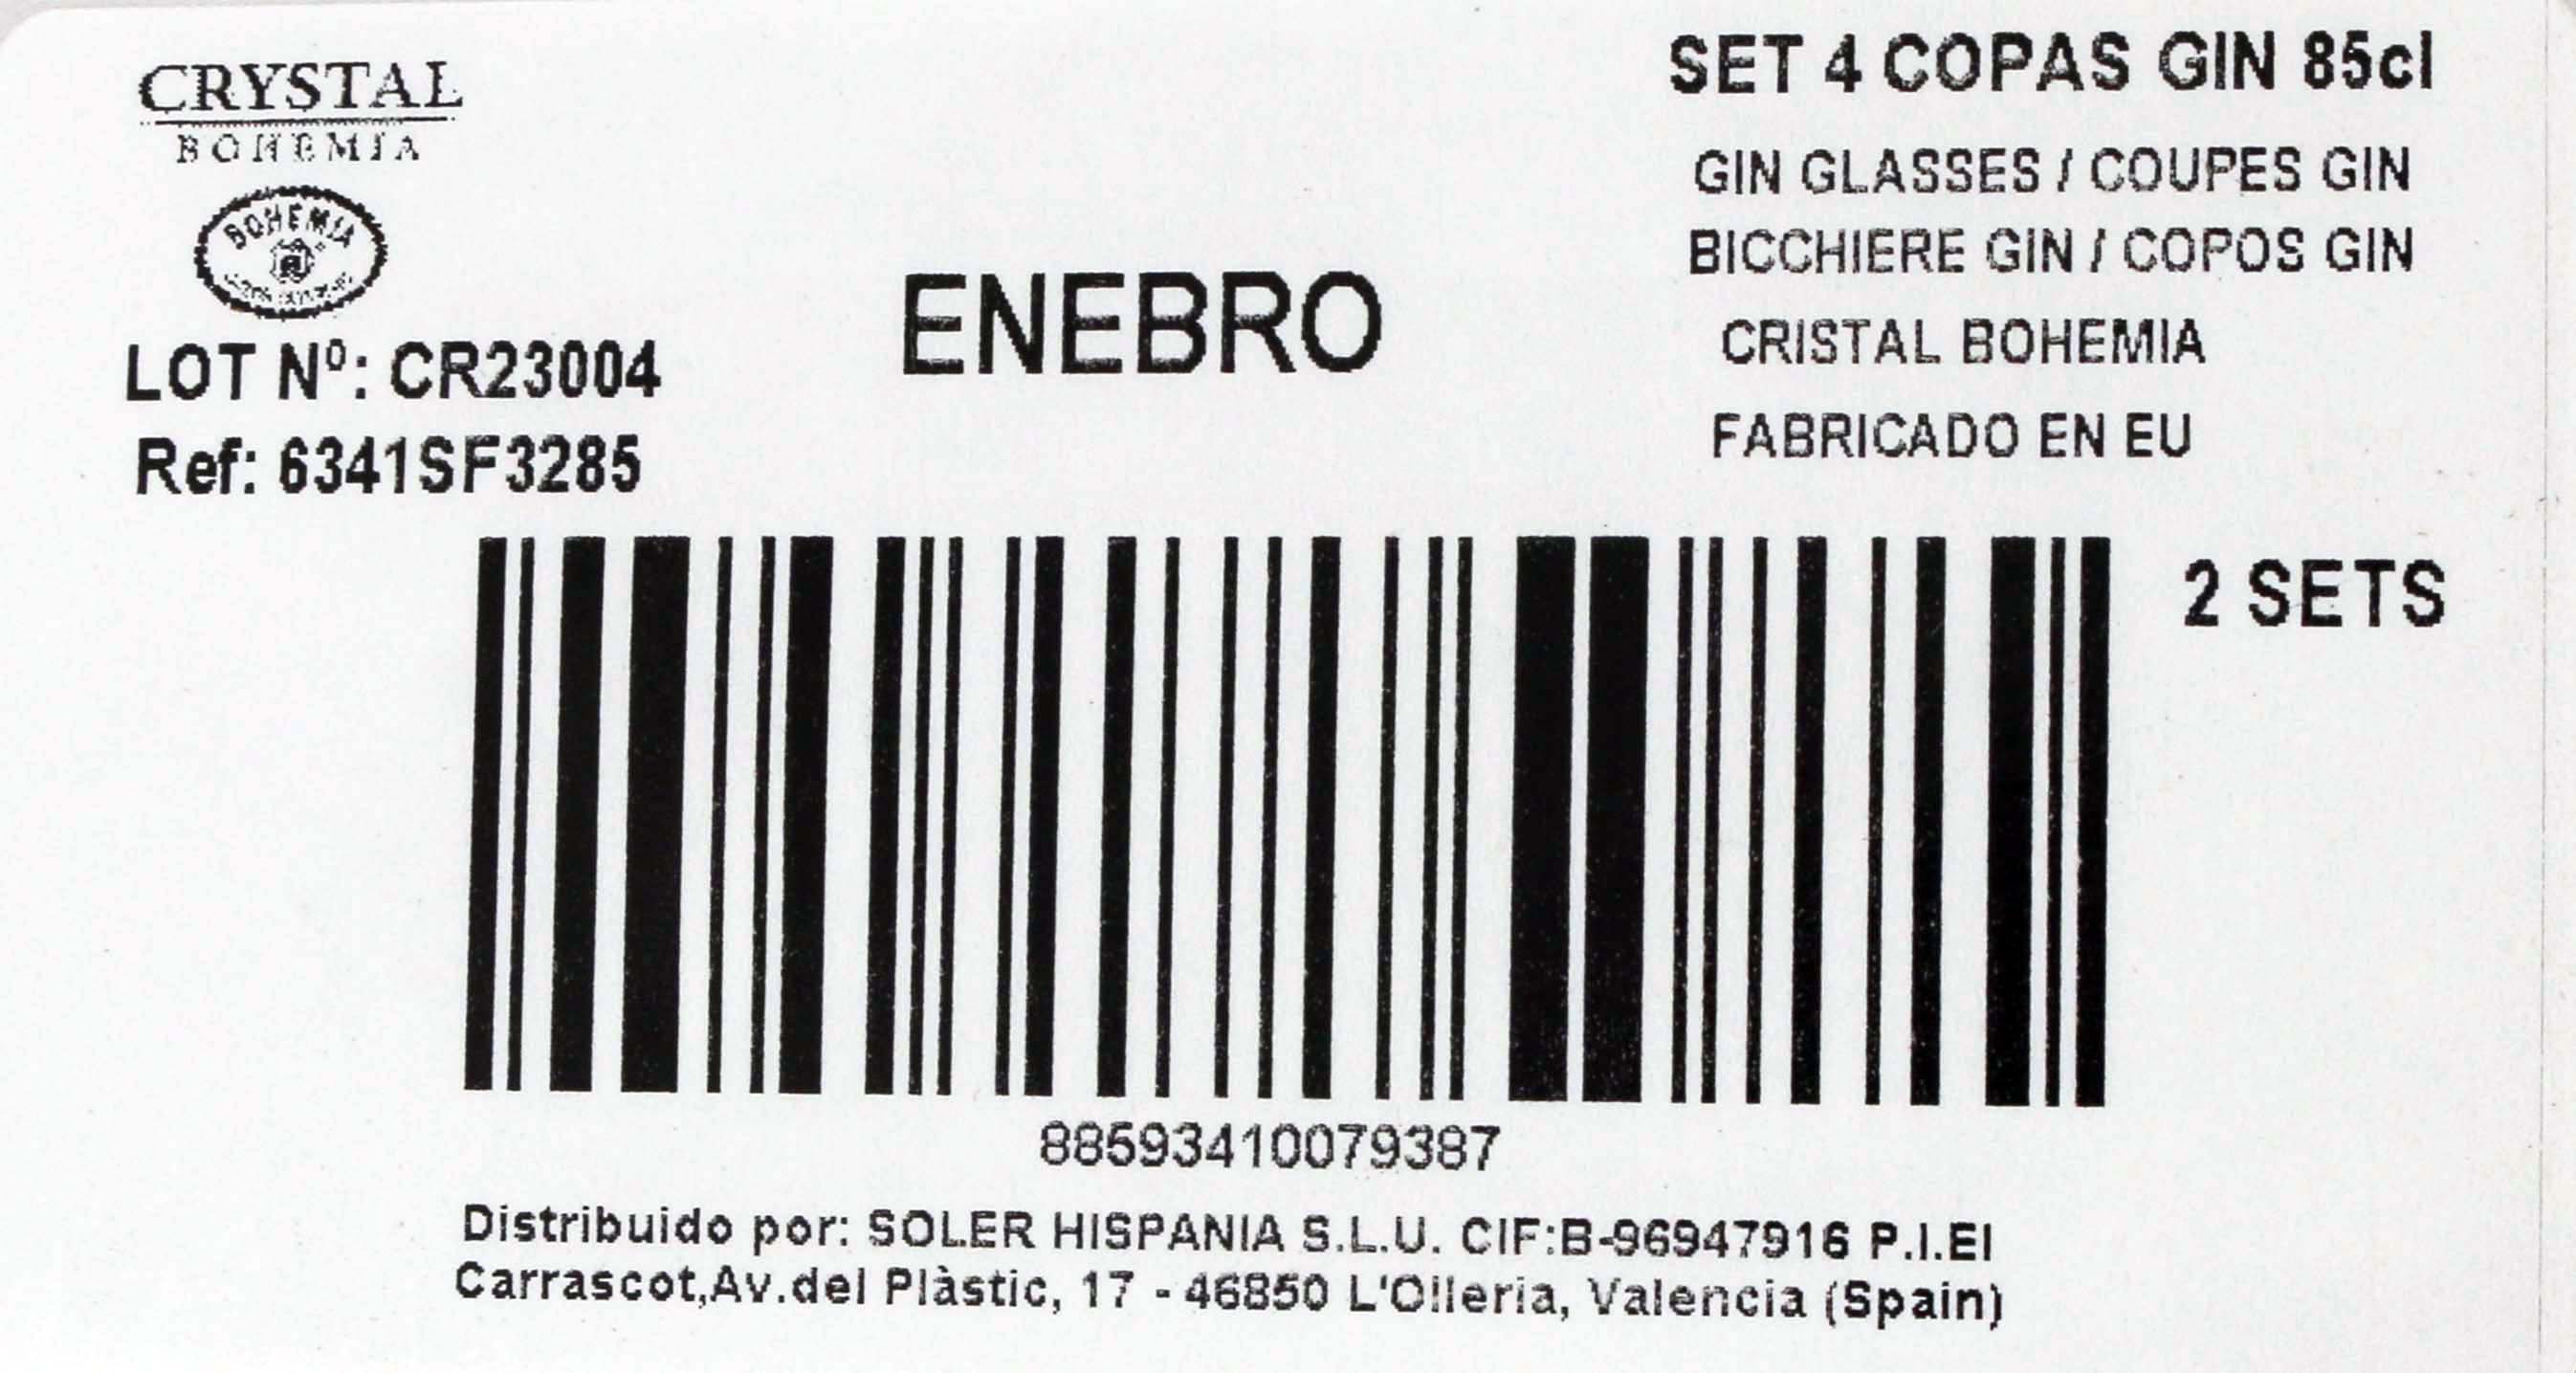 CRYSTAL
BOHEMIA
BOHEMIA
LOT Nº: CR23004
Ref: 6341SF3285
ENEBRO
SET 4 COPAS GIN 85cl
GIN GLASSES / COUPES GIN
BICCHIERE GIN / COPOS GIN
CRISTAL BOHEMIA
FABRICADO EN EU
2 SETS
88593410079387
Distribuido por: SOLER HISPANIA S.L.U. CIF:B-96947916 P.I.El
Carrascot,Av.del Plàstic, 17 - 46850 L'Olleria, Valencia (Spain)